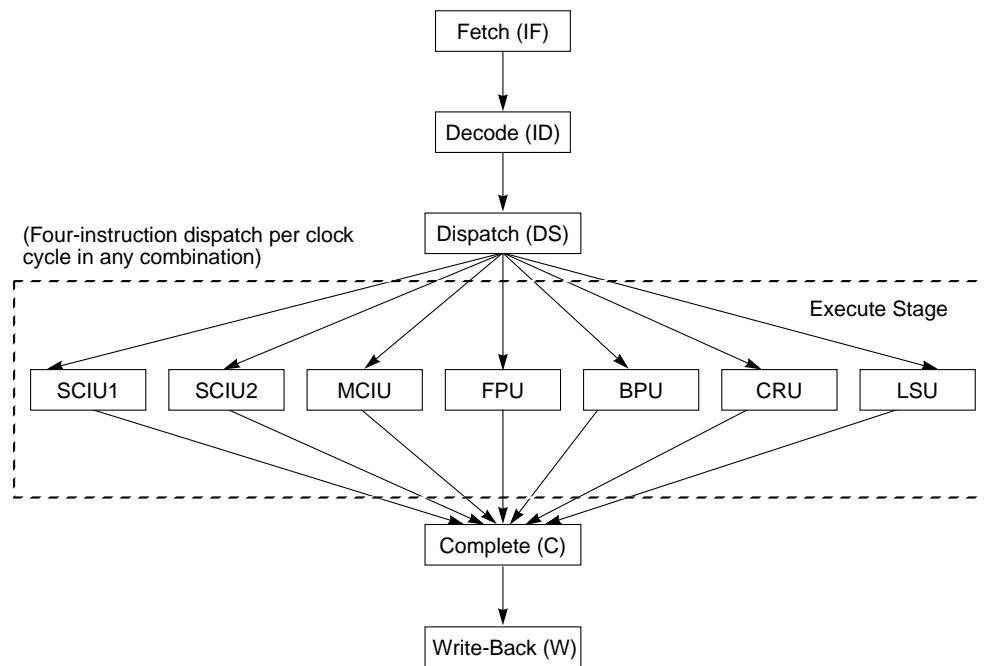 Fetch (IF)
Decode (ID)
Dispatch (DS)
(Four-instruction dispatch per clock
cycle in any combination)
Execute Stage
SCIU1
SCIU2
MCIU
FPU
BPU
CRU
LSU
Complete (C)
Write-Back (W)